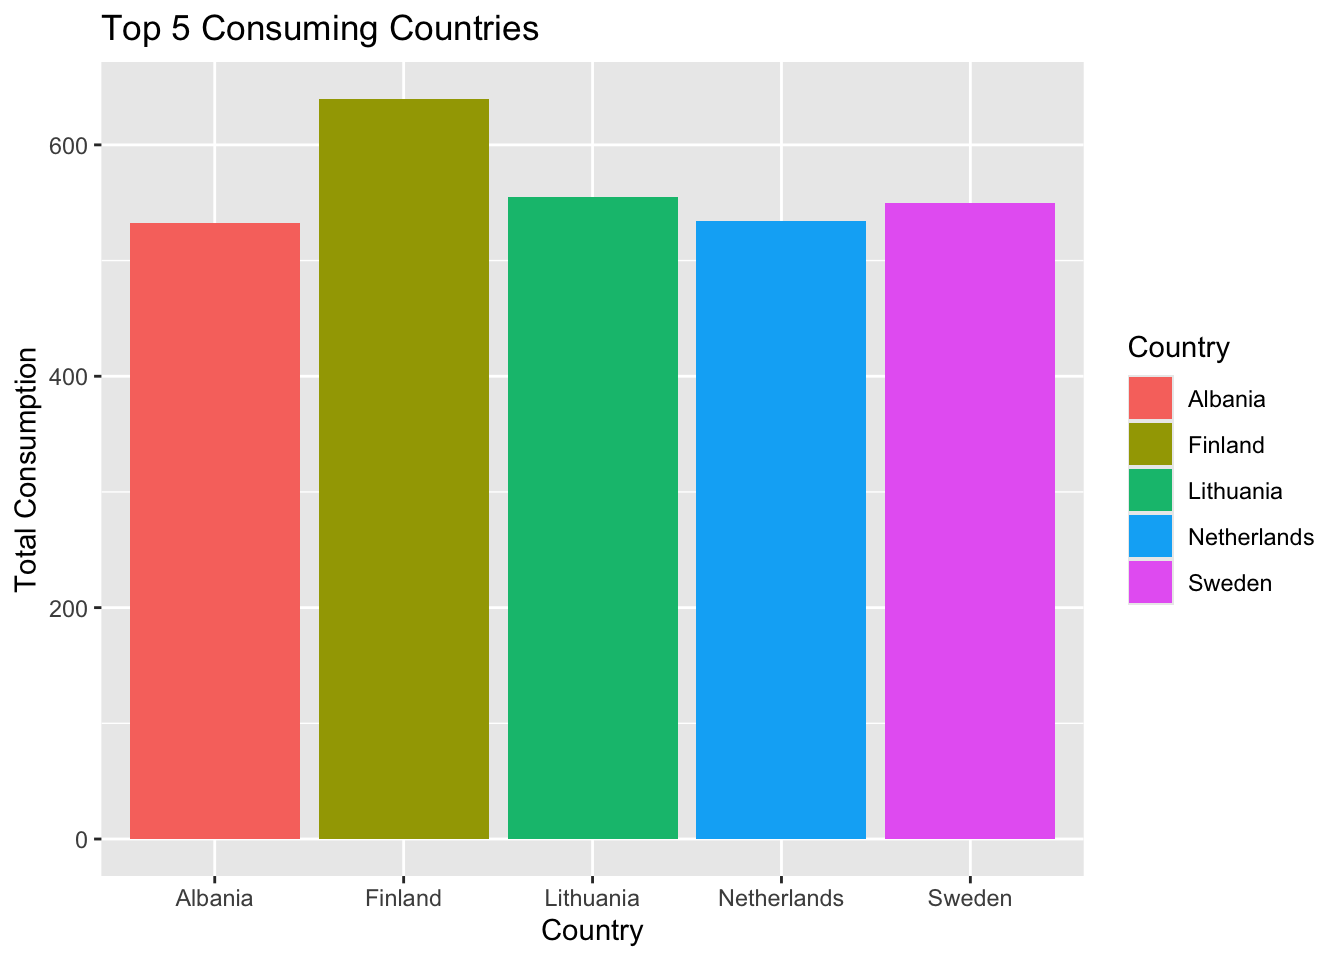 Top 5 Consuming Countries
Total Consumption
600
400
200
0
Albania
Finland
Lithuania
Netherlands
Sweden
Country
Country
Albania
Finland
Lithuania
Netherlands
Sweden